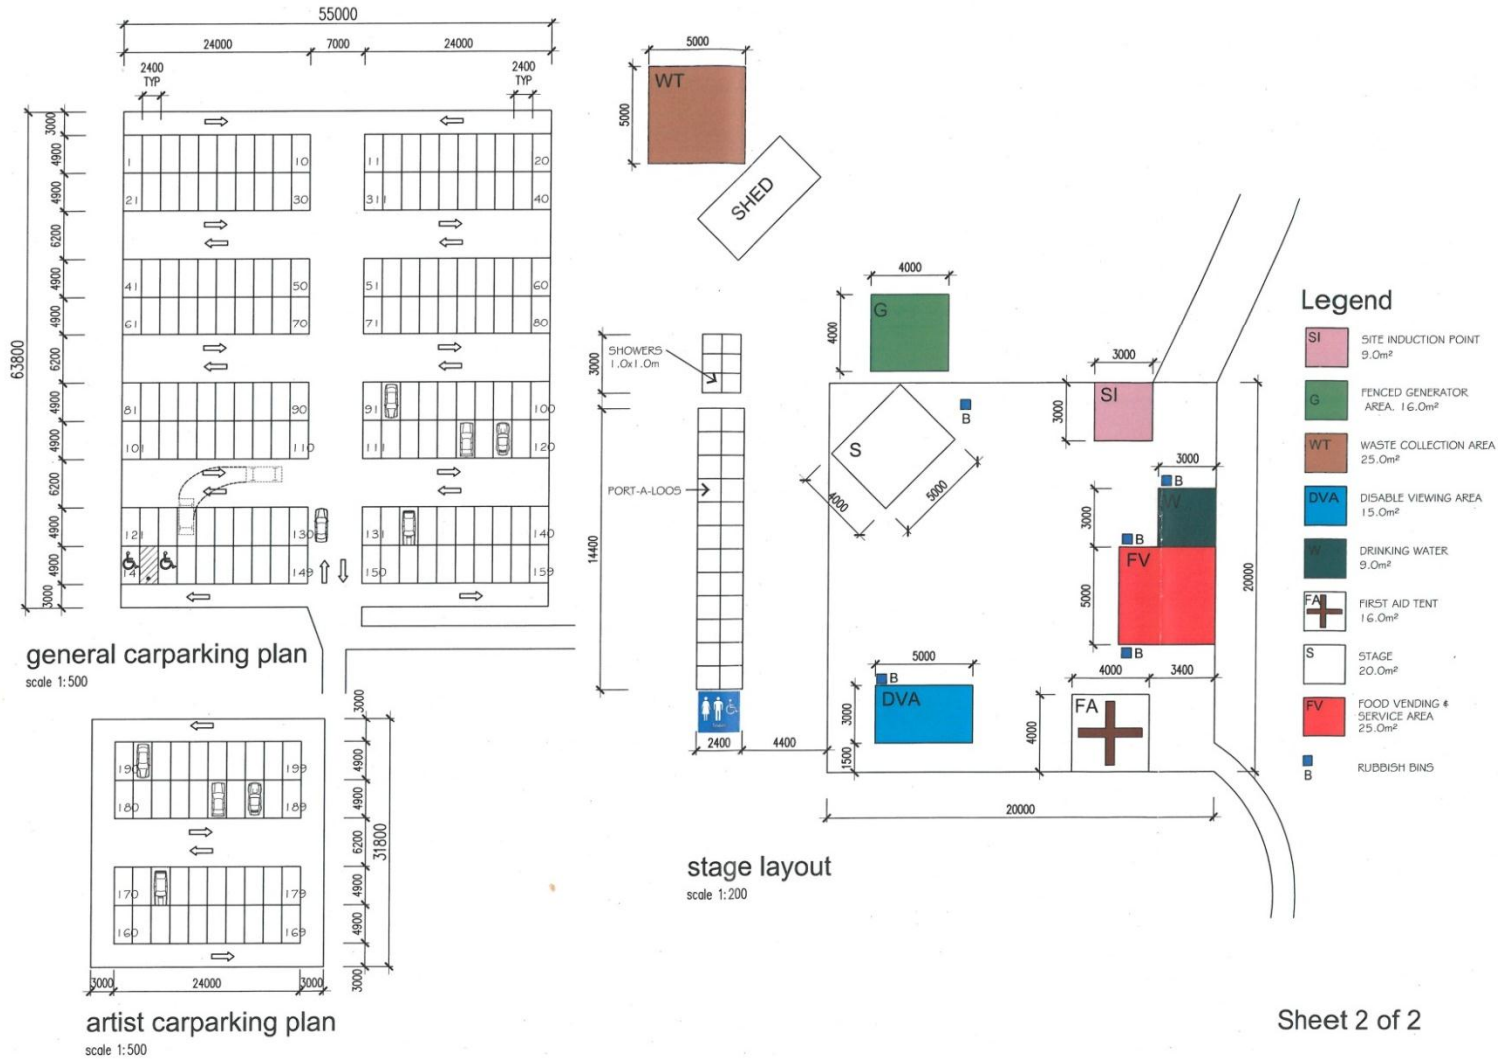 55000
24000
7000
24000
2400
TYP
2400
TYP
63800
3000
4900
4900
6200
4900
4900
6200
4900
4900
6200
4900
4900
3000
1
10
11
20
21
30
311
40
41
50
51
60
61
70
71
80
81
90
91
100
101
110
111
120
121
130
131
140
14
149
150
159
general carparking plan
scale 1:500
190
199
180
189
170
179
160
169
3000
4900
4900
6200
4900
4900
3000
31800
3000
24000
3000
artist carparking plan
scale 1:500
5000
5000
WT
SHED
4000
4000
G
3000
SHOWERS
1.0x1.0m
PORT-A-LOOS
14400
2400
4400
S
4000
5000
B
3000
3000
SI
3000
B
W
3000
B
FV
5000
B
20000
5000
B
DVA
3000
1500
4000
3400
FA
4000
20000
stage layout
scale 1:200
Legend
SI
SITE INDUCTION POINT
9.0m²
G
FENCED GENERATOR
AREA. 16.0m²
WT
WASTE COLLECTION AREA
25.0m²
DVA
DISABLE VIEWING AREA
15.0m²
W
DRINKING WATER
9.0m²
FA
FIRST AID TENT
16.0m²
S
STAGE
20.0m²
FV
FOOD VENDING &
SERVICE AREA
25.0m²
B
RUBBISH BINS
Sheet 2 of 2